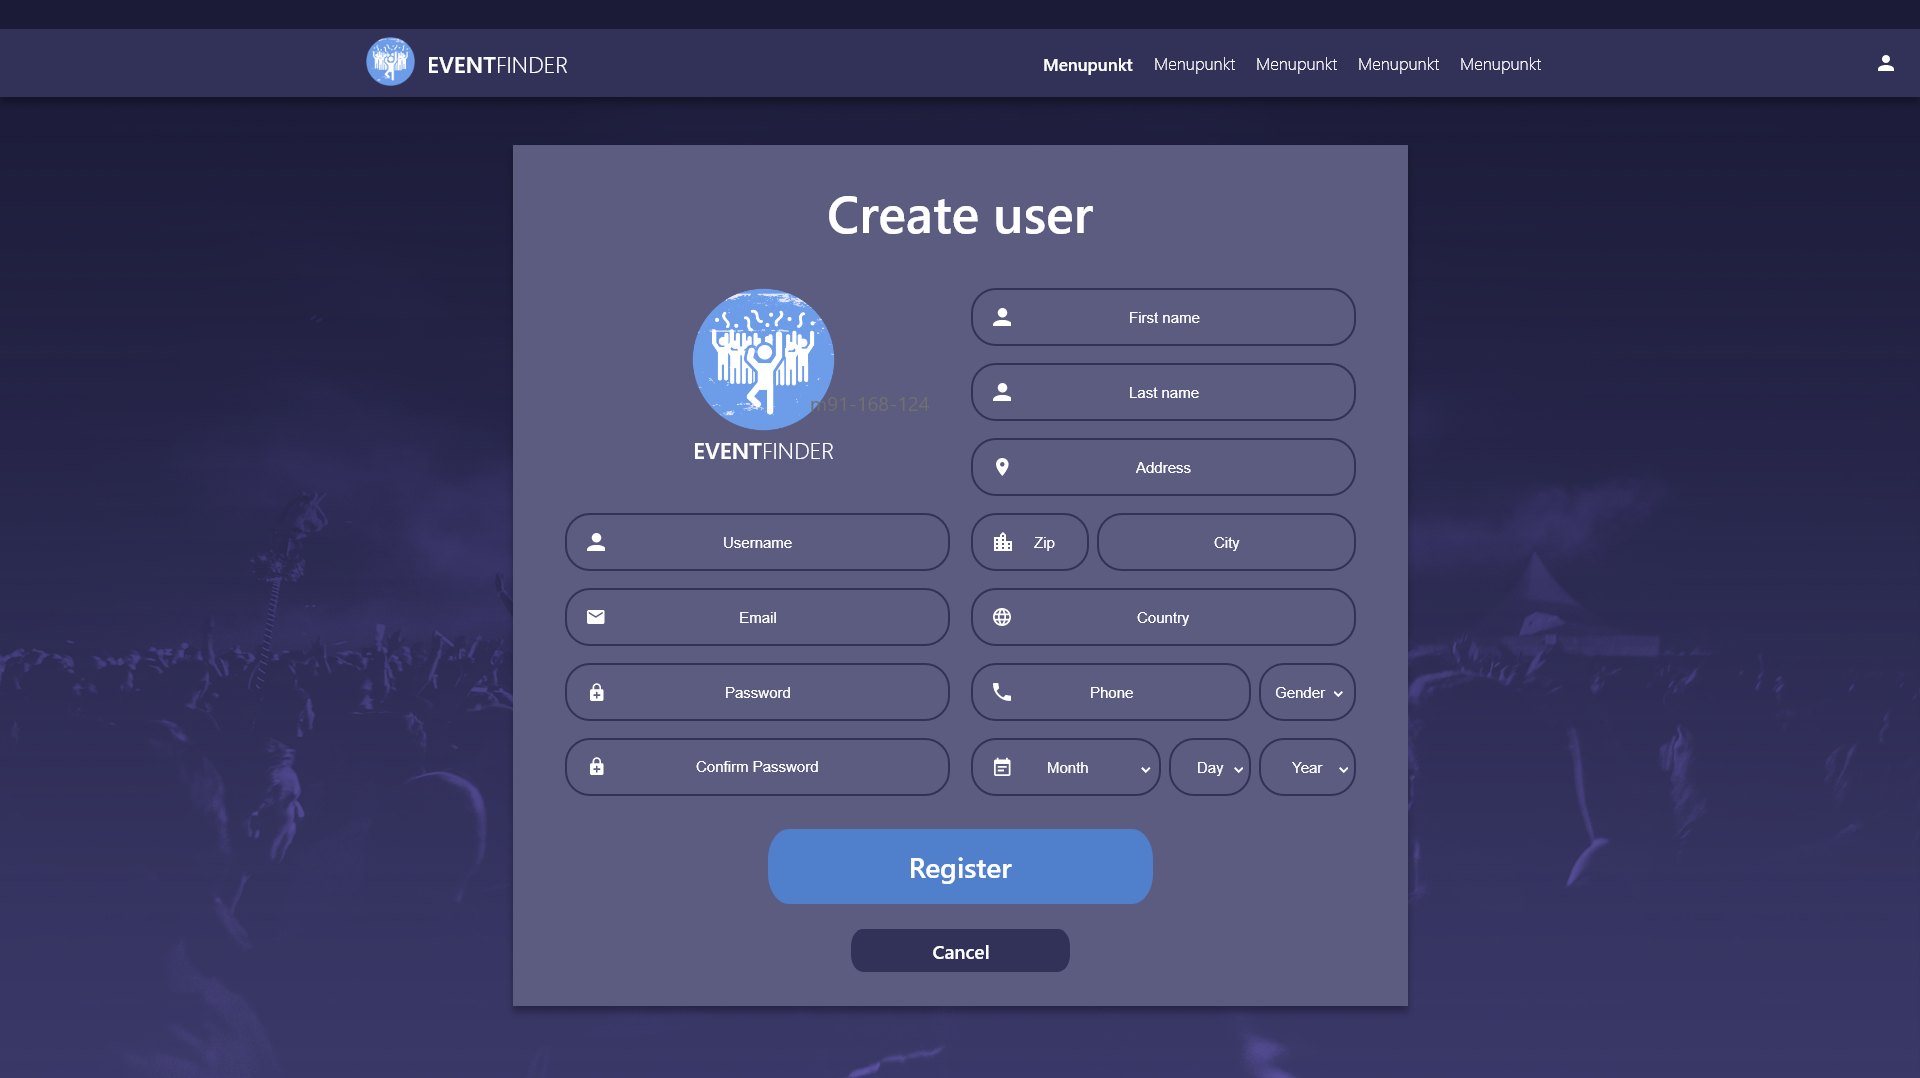 EVENTFINDER
Menupunkt Menupunkt Menupunkt Menupunkt Menupunkt
Create user
m91-168-124
EVENTFINDER
First name
Last name
Address
Username
Zip City
Email
Country
Password
Phone Gender
Confirm Password
Month Day Year
Register
Cancel